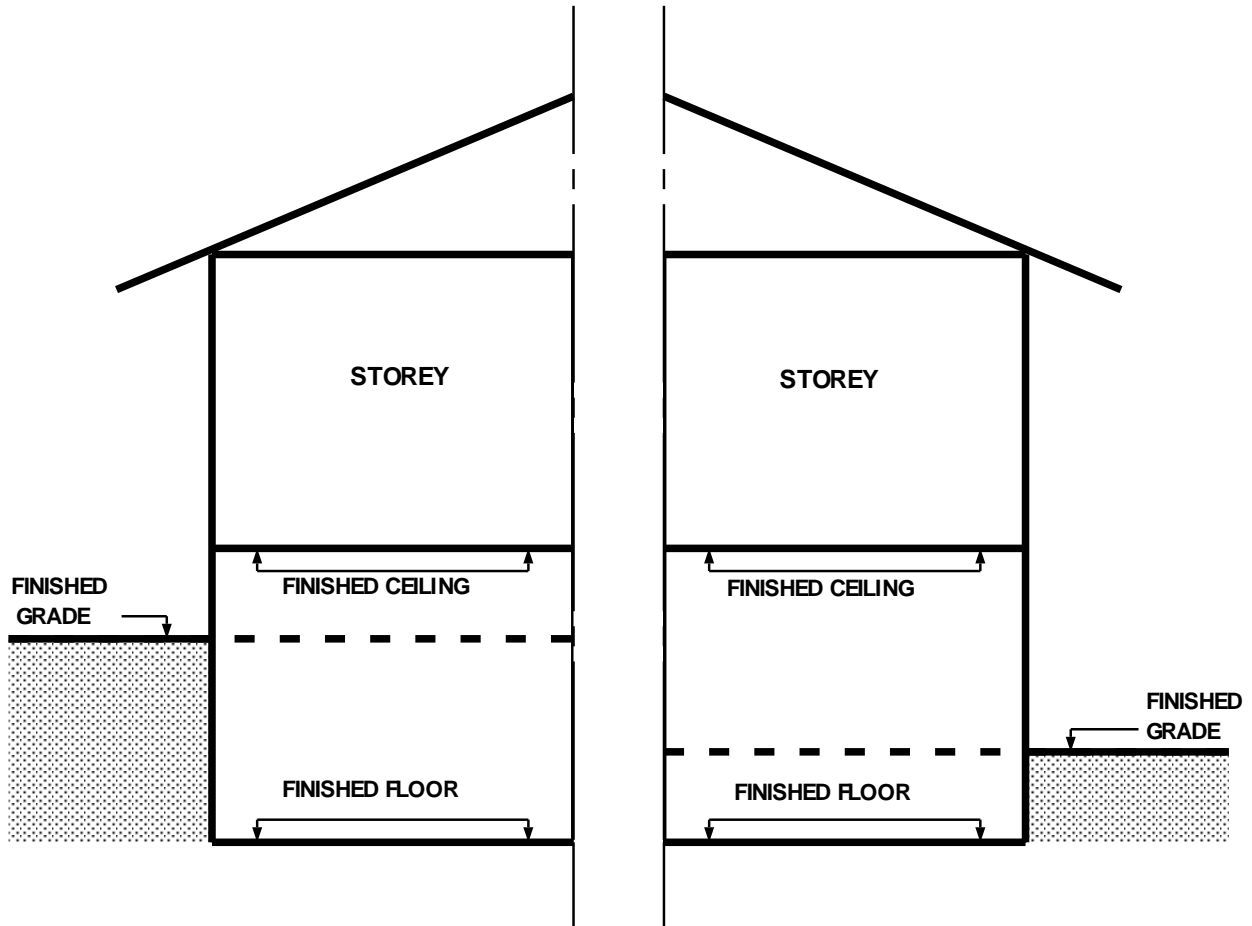 STOREY
STOREY
FINISHED
GRADE
FINISHED CEILING
FINISHED CEILING
FINISHED
GRADE
FINISHED FLOOR
FINISHED FLOOR